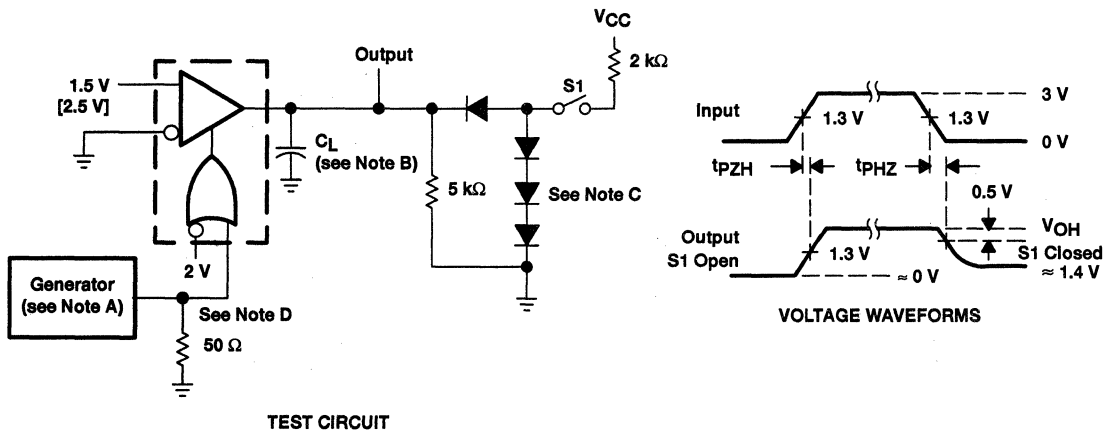 VCC
2 kΩ
S1
Output
1.5 V
[2.5 V]
CL
(see Note B)
5 kΩ
See Note C
2 V
Generator
(see Note A)
See Note D
50 Ω
TEST CIRCUIT
Input
1.3 V
1.3 V
3 V
0 V
tPZH
tPHZ
0.5 V
VOH
Output
S1 Open
1.3 V
S1 Closed
≈ 1.4 V
≈ 0 V
VOLTAGE WAVEFORMS